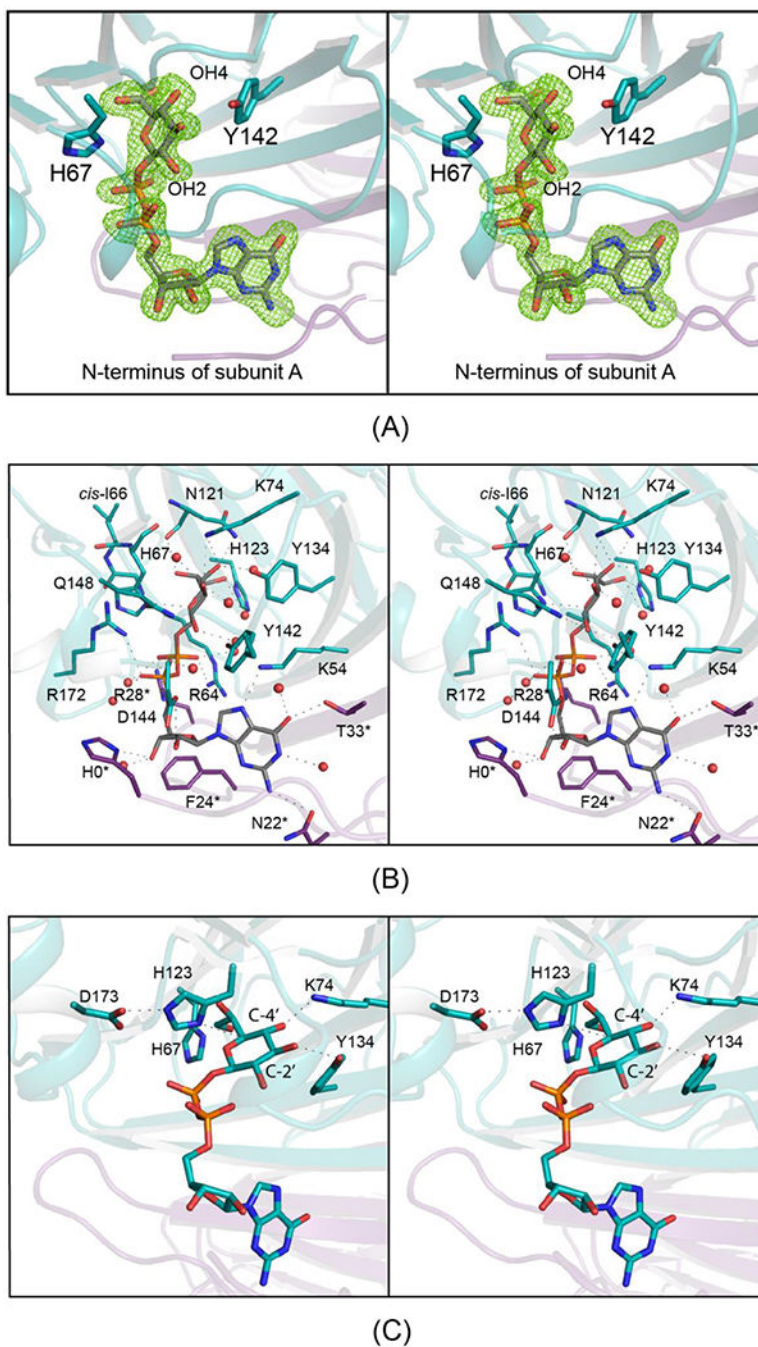 OH4 OH4
Y142 Y142
H67 H67
OH2 OH2
N-terminus of subunit A N-terminus of subunit A
(A)
cis-I66 N121 K74 cis-I66 N121 K74
H67 H123 Y134 H67 H123 Y134
Q148 Q148
Y142 Y142
R172 R28* R64 K54 R172 R28* R64 K54
D144 T33* D144 T33*
H0* F24* H0* F24*
N22* N22*
(B)
H123 K74 H123 K74
D173 C-4′ D173 C-4′
H67 Y134 H67 Y134
C-2′ C-2′
(C)